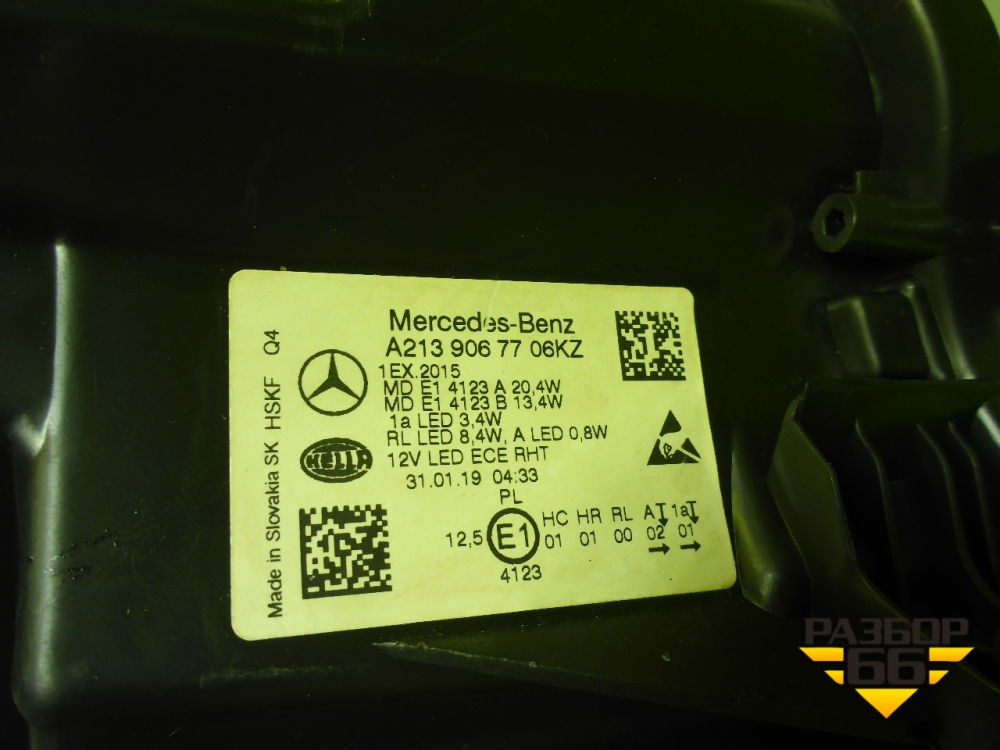 Mercedes-Benz
A213 906 77 06KZ
1EX.2015
MD E1 4123 A 20,4W
MD E1 4123 B 13,4W
1a LED 3,4W
RL LED 8,4W, A LED 0,8W
12V LED ECE RHT
31.01.19 04:33
PL
12,5 E1 HC HR RL AT 1aT
01 01 00 02 01
4123
HELLA
Made in Slovakia SK HSKF Q4
РАЗБОР
66